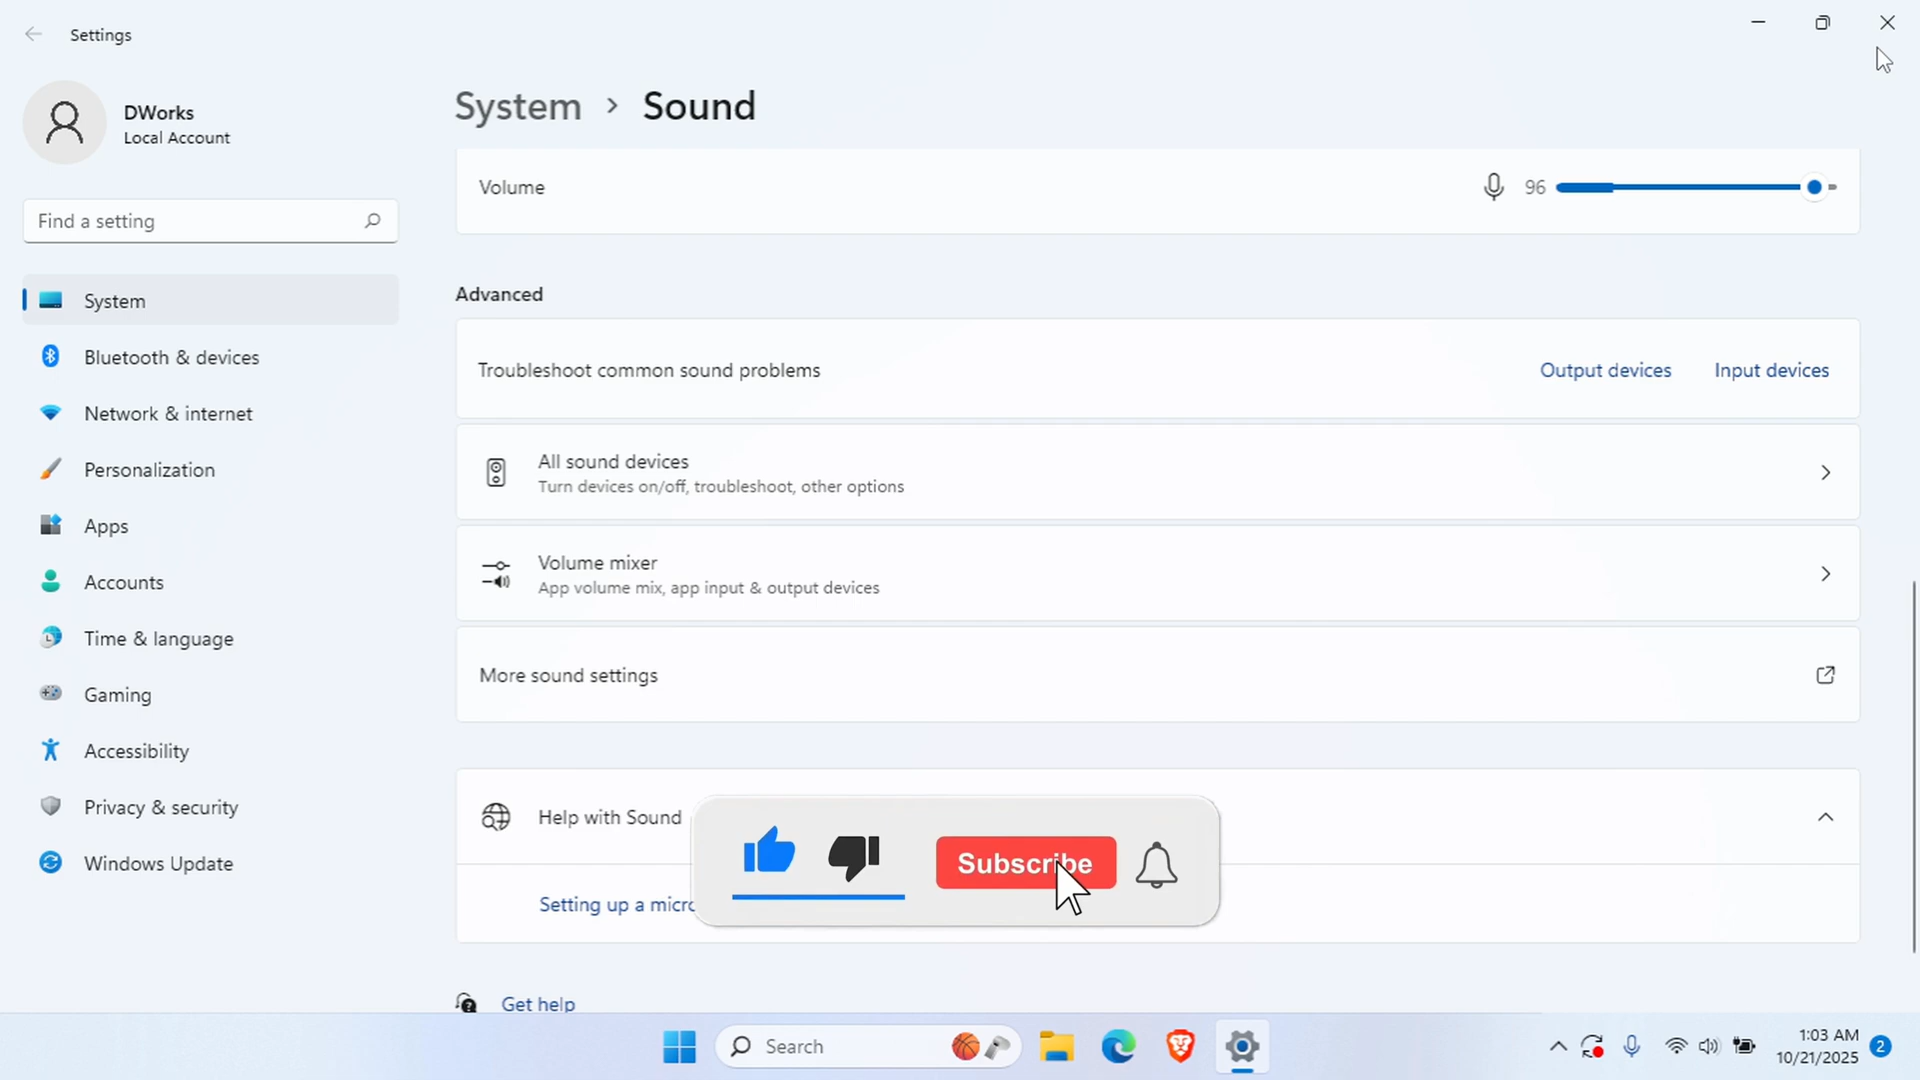 Settings
DWorks
Local Account
Find a setting
System
Bluetooth & devices
Network & internet
Personalization
Apps
Accounts
Time & language
Gaming
Accessibility
Privacy & security
Windows Update
System > Sound
Volume
96
Advanced
Troubleshoot common sound problems
Output devices
Input devices
All sound devices
Turn devices on/off, troubleshoot, other options
Volume mixer
App volume mix, app input & output devices
More sound settings
Help with Sound
Setting up a micro
Subscribe
Get help
Search
1:03 AM
10/21/2025
2